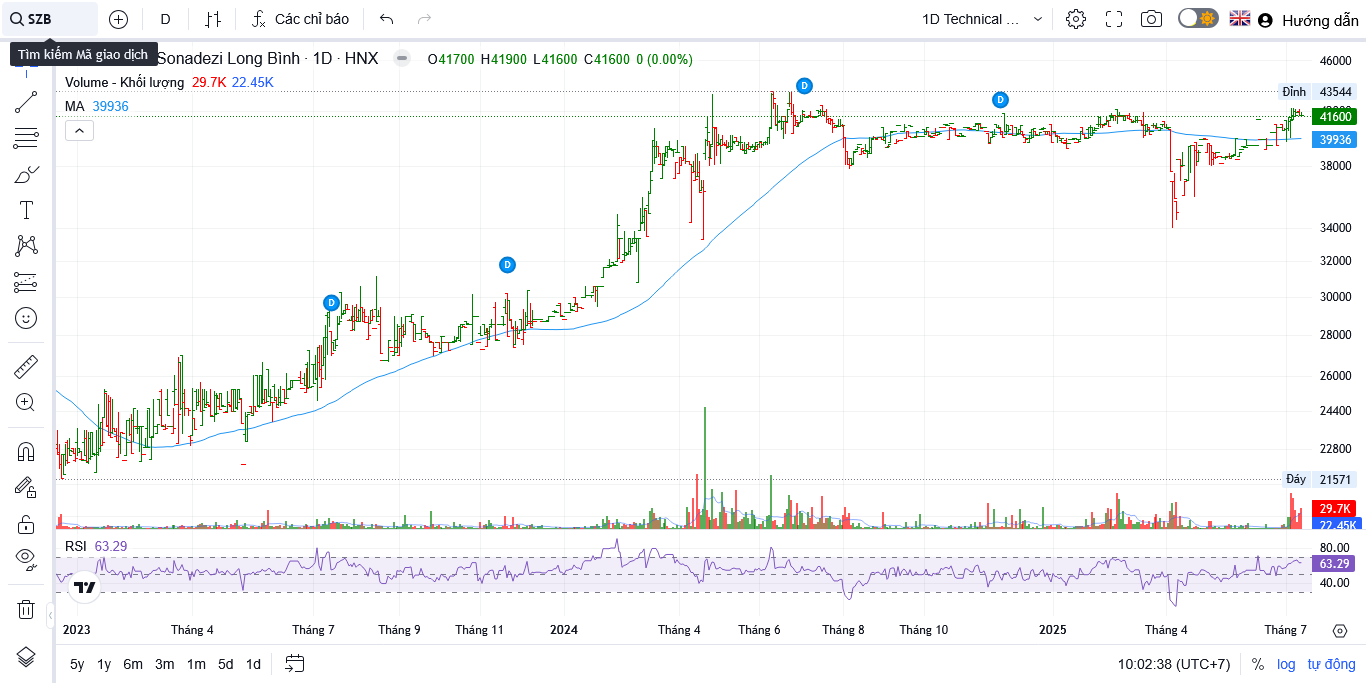 SZB
D
Các chỉ báo
1D Technical ...
Hướng dẫn
Tìm kiếm Mã giao dịch
Sonadezi Long Bình · 1D · HNX
O41700 H41900 L41600 C41600 0 (0.00%)
Volume - Khối lượng 29.7K 22.45K
MA 39936
46000
Đỉnh 43544
41600
39936
38000
34000
32000
30000
28000
26000
24400
22800
Đáy 21571
29.7K
22.45K
D
D
D
D
RSI 63.29
80.00
63.29
40.00
2023 Tháng 4 Tháng 7 Tháng 9 Tháng 11 2024 Tháng 4 Tháng 6 Tháng 8 Tháng 10 2025 Tháng 4 Tháng 7
5y 1y 6m 3m 1m 5d 1d
10:02:38 (UTC+7) % log tự động